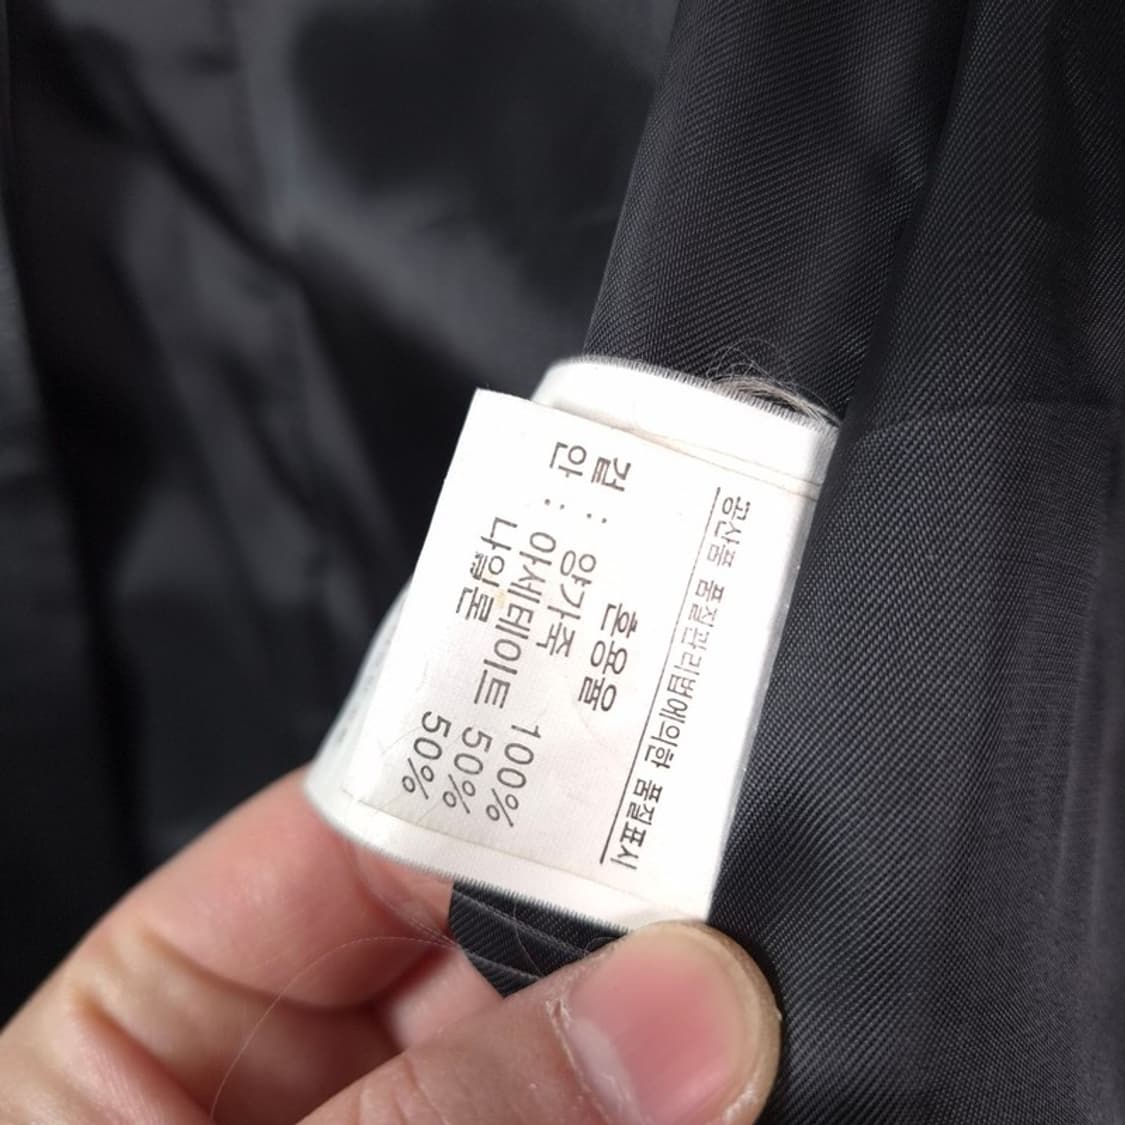 공산품 품질관리법에의한 품질표시
혼용율
겉 : 양가죽 100%
안 : 아세테이트 50%
나일론 50%